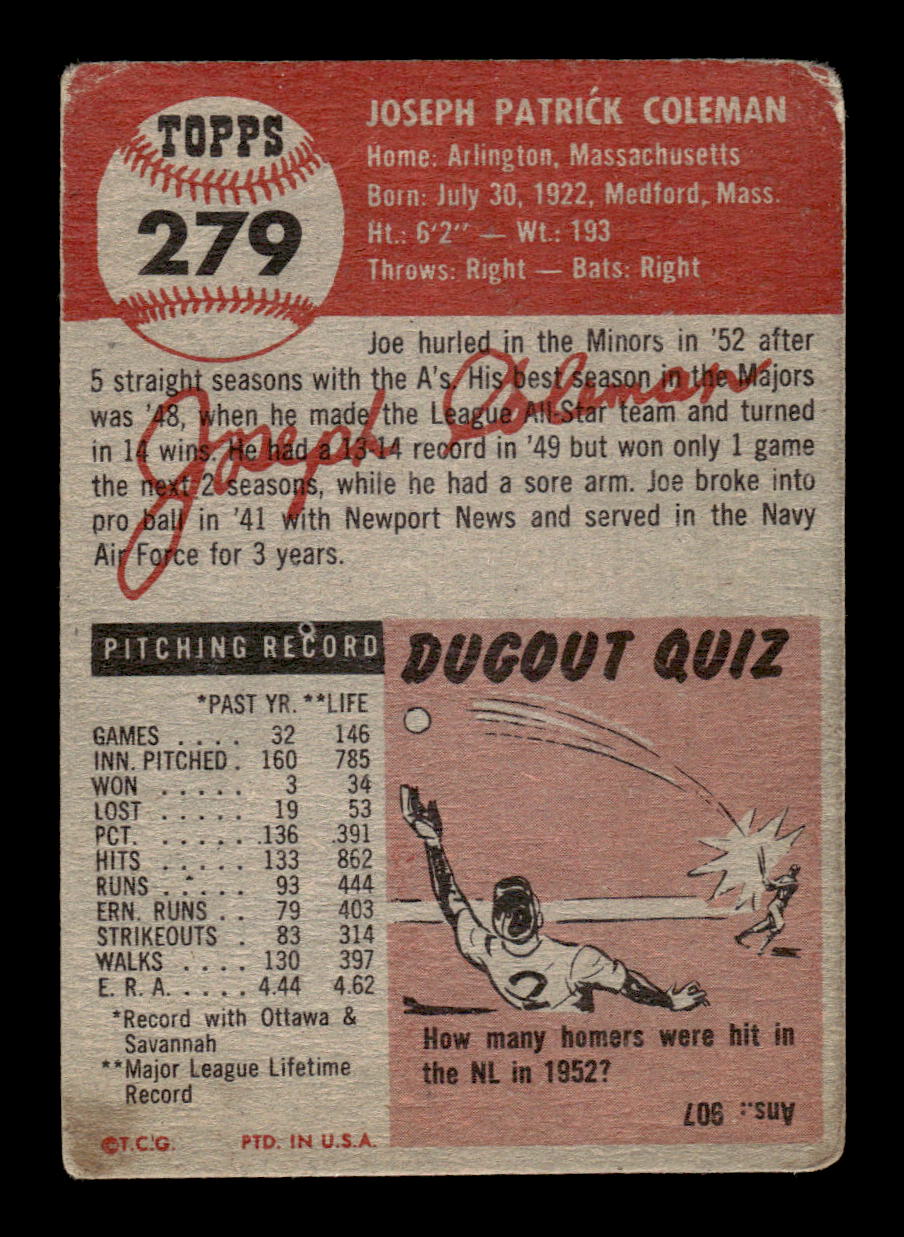 TOPPS
279
JOSEPH PATRICK COLEMAN
Home: Arlington, Massachusetts
Born: July 30, 1922, Medford, Mass.
Ht.: 6'2" — Wt.: 193
Throws: Right — Bats: Right
Joe hurled in the Minors in '52 after
5 straight seasons with the A's. His best season in the Majors
was '48, when he made the League All-Star team and turned
in 14 wins. He had a 13-14 record in '49 but won only 1 game
the next 2 seasons, while he had a sore arm. Joe broke into
pro ball in '41 with Newport News and served in the Navy
Air Force for 3 years.
Joseph Coleman
PITCHING RECORD
*PAST YR. **LIFE
GAMES . . . . 32 146
INN. PITCHED . 160 785
WON . . . . . 3 34
LOST . . . . . 19 53
PCT. . . . . . .136 .391
HITS . . . . . 133 862
RUNS . . . . . 93 444
ERN. RUNS . . 79 403
STRIKEOUTS . 83 314
WALKS . . . . 130 397
E. R. A. . . . . 4.44 4.62
*Record with Ottawa &
Savannah
**Major League Lifetime
Record
©T.C.G. PTD. IN U.S.A.
DUGOUT QUIZ
2
How many homers were hit in
the NL in 1952?
Ans.: 907